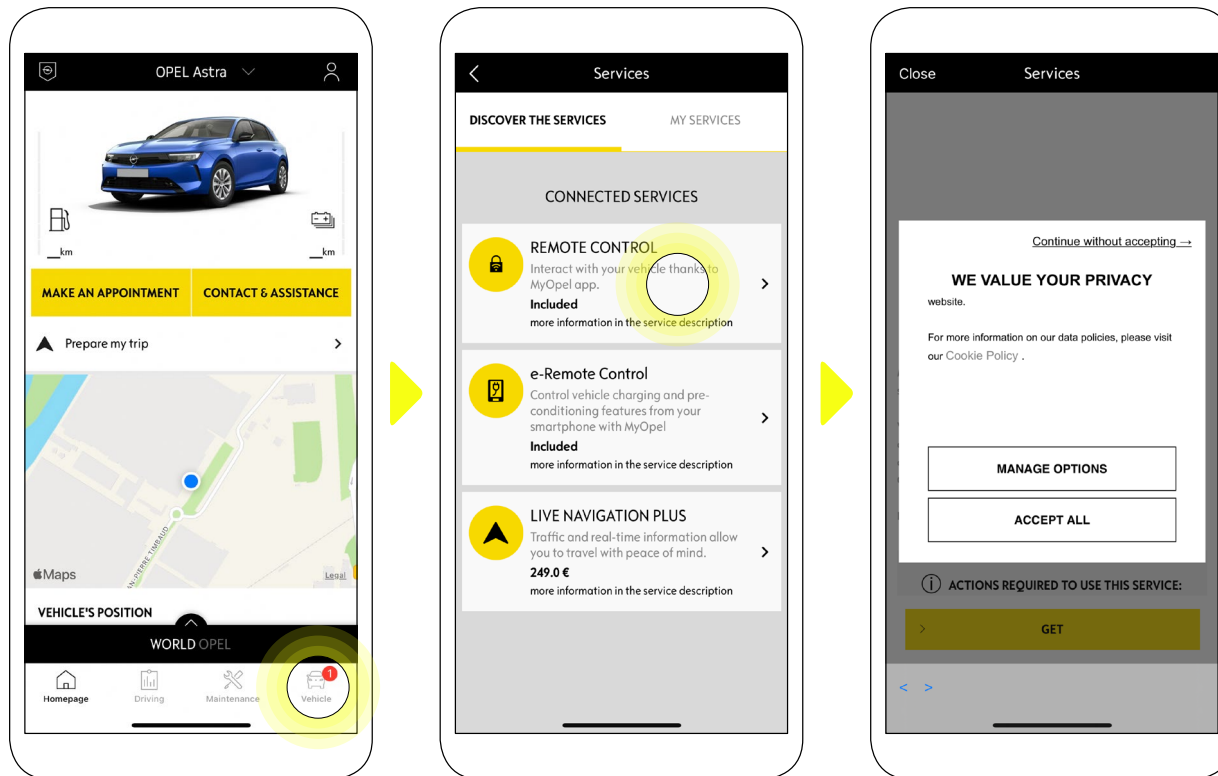 OPEL Astra
__km
__km
MAKE AN APPOINTMENT
CONTACT & ASSISTANCE
Prepare my trip
AN-PIERRE TIMBAUD
Maps
Legal
VEHICLE'S POSITION
WORLD OPEL
1
Homepage
Driving
Maintenance
Vehicle
Services
DISCOVER THE SERVICES
MY SERVICES
CONNECTED SERVICES
REMOTE CONTROL
Interact with your vehicle thanks to
MyOpel app.
Included
more information in the service description
e-Remote Control
Control vehicle charging and pre-
conditioning features from your
smartphone with MyOpel
Included
more information in the service description
LIVE NAVIGATION PLUS
Traffic and real-time information allow
you to travel with peace of mind.
249.0 €
more information in the service description
Close
Services
Continue without accepting →
WE VALUE YOUR PRIVACY
website.
For more information on our data policies, please visit
our Cookie Policy .
MANAGE OPTIONS
ACCEPT ALL
ACTIONS REQUIRED TO USE THIS SERVICE:
> GET
< >